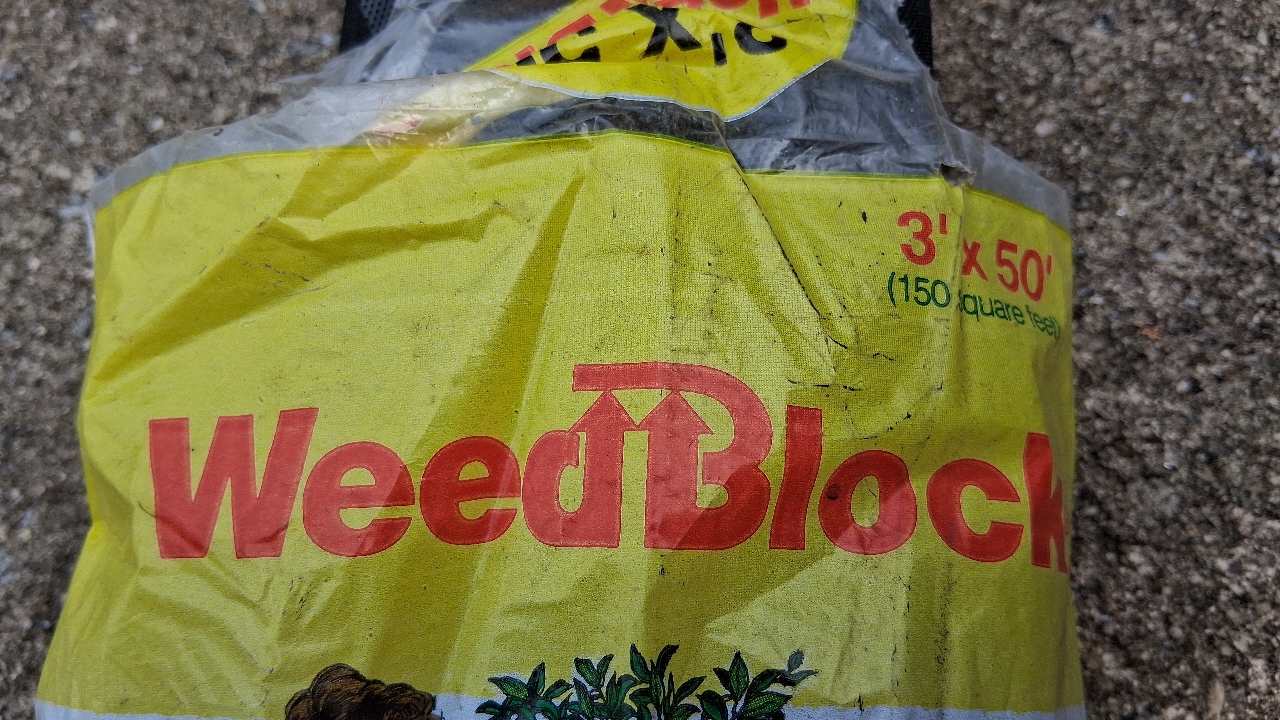 3' x 50'
(150 square feet)
WeedBlock